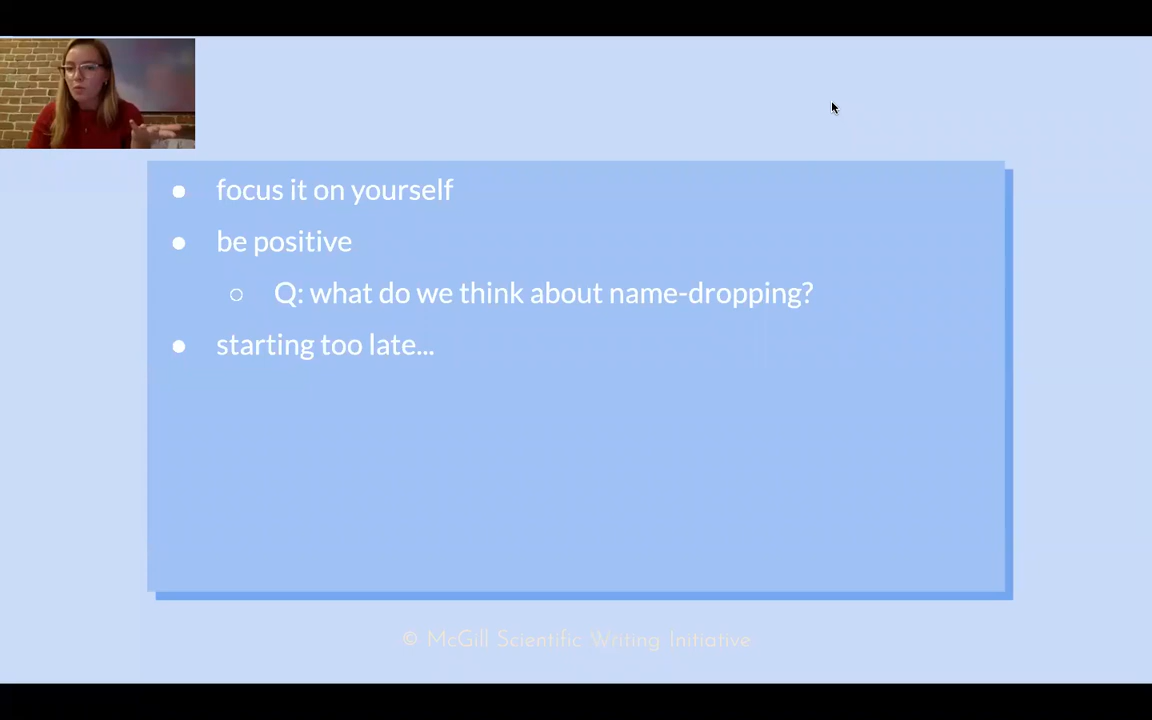 focus it on yourself
be positive
Q: what do we think about name-dropping?
starting too late...
© McGill Scientific Writing Initiative